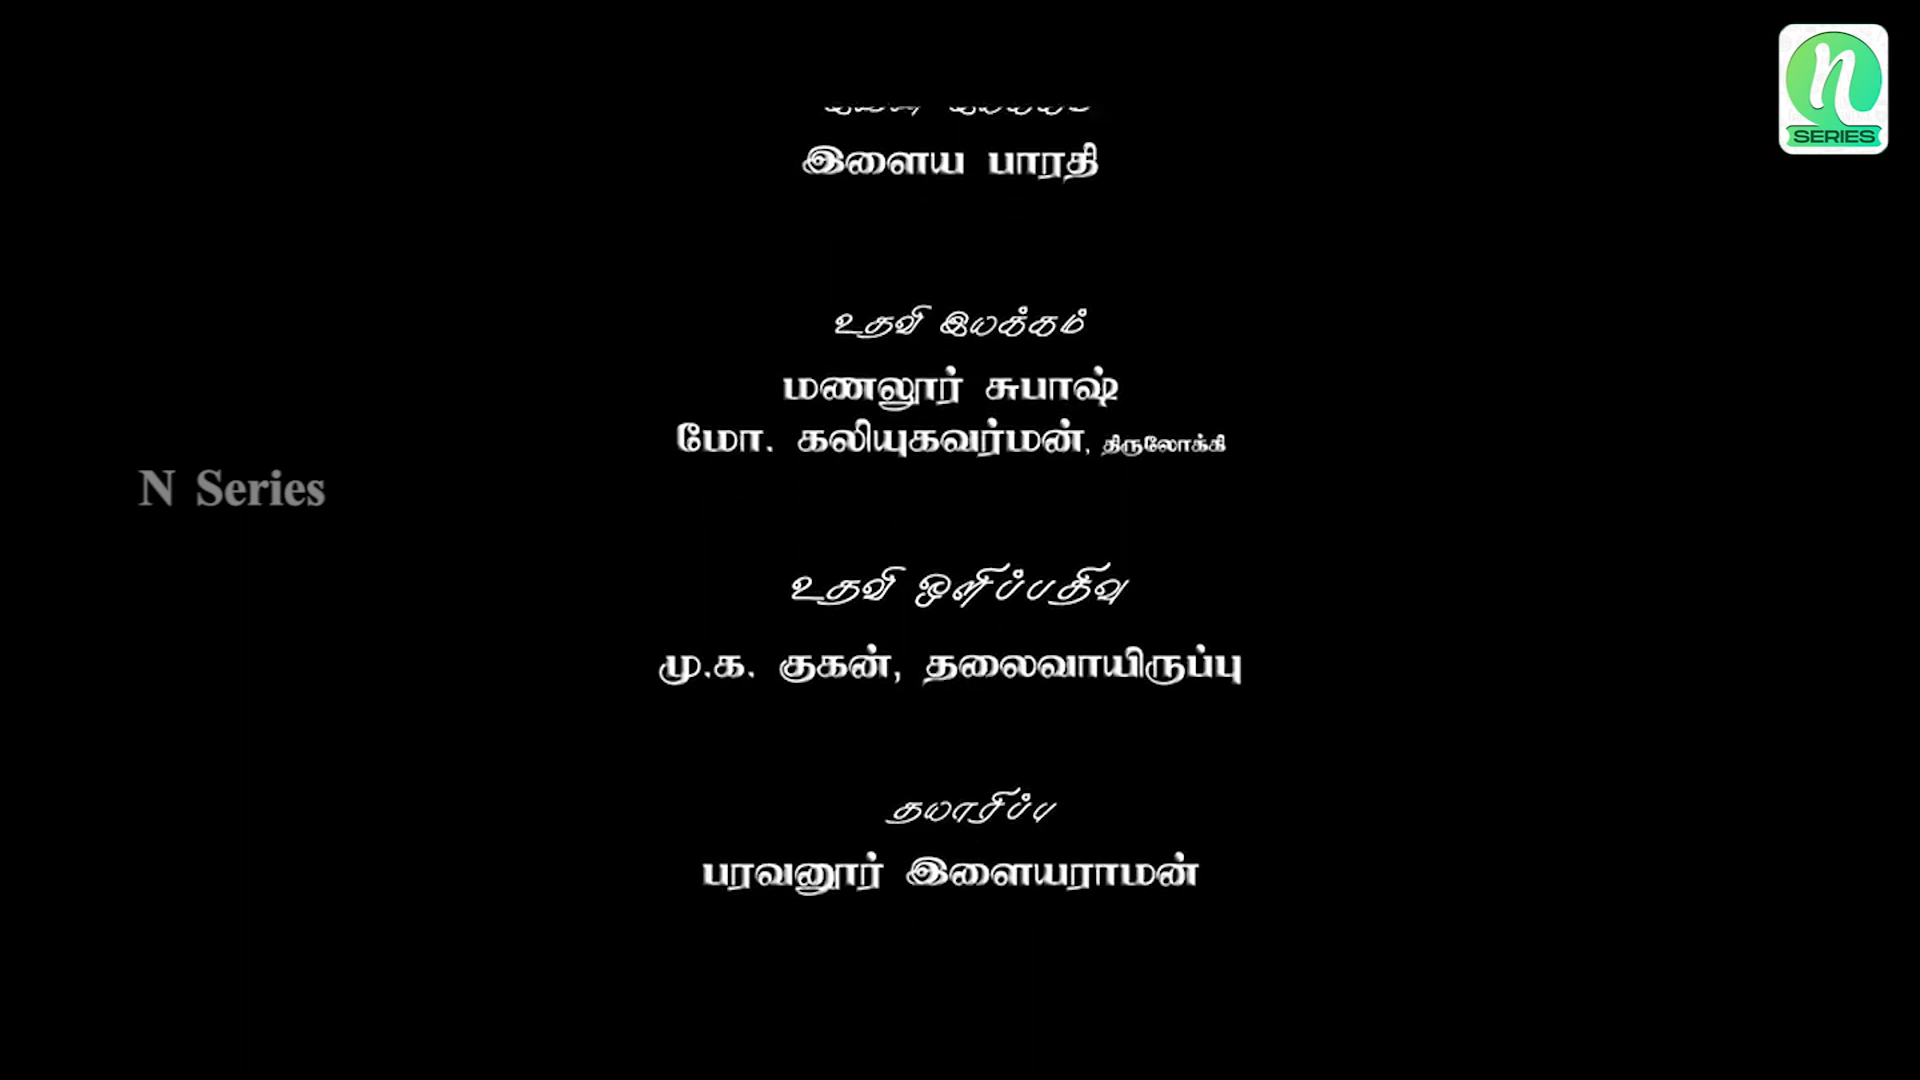 இளைய பாரதி
உதவி இயக்கம்
மணலூர் சுபாஷ்
மோ. கலியுகவர்மன், திருலோக்கி
N Series
உதவி ஒளிப்பதிவு
மு.க. குகன், தலைவாயிருப்பு
தயாரிப்பு
பரவனூர் இளையராமன்
n
SERIES